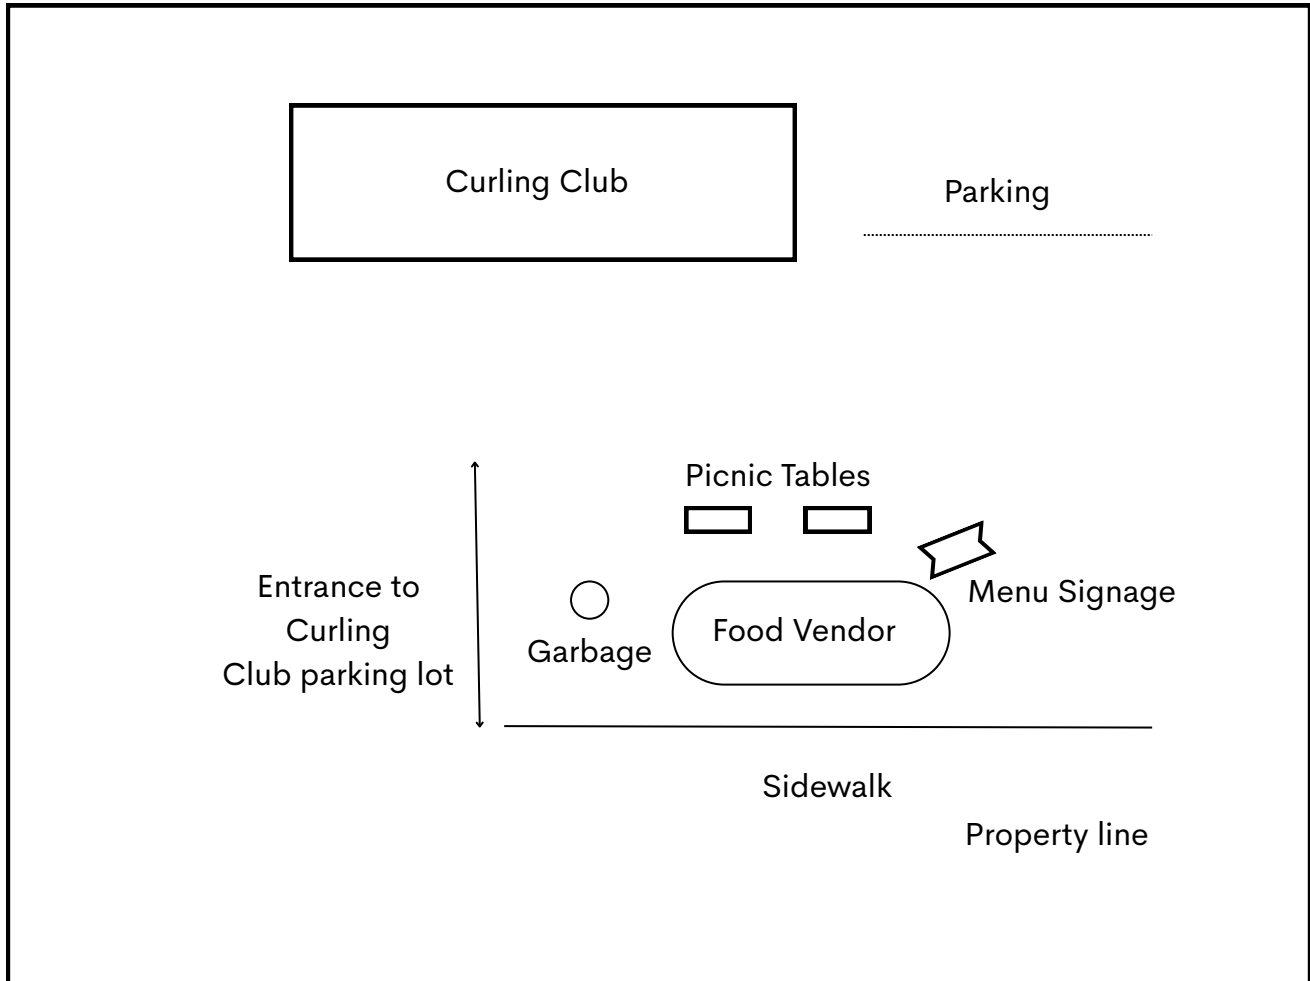 Curling Club
Parking
Picnic Tables
Entrance to
Curling
Club parking lot
Garbage
Food Vendor
Menu Signage
Sidewalk
Property line